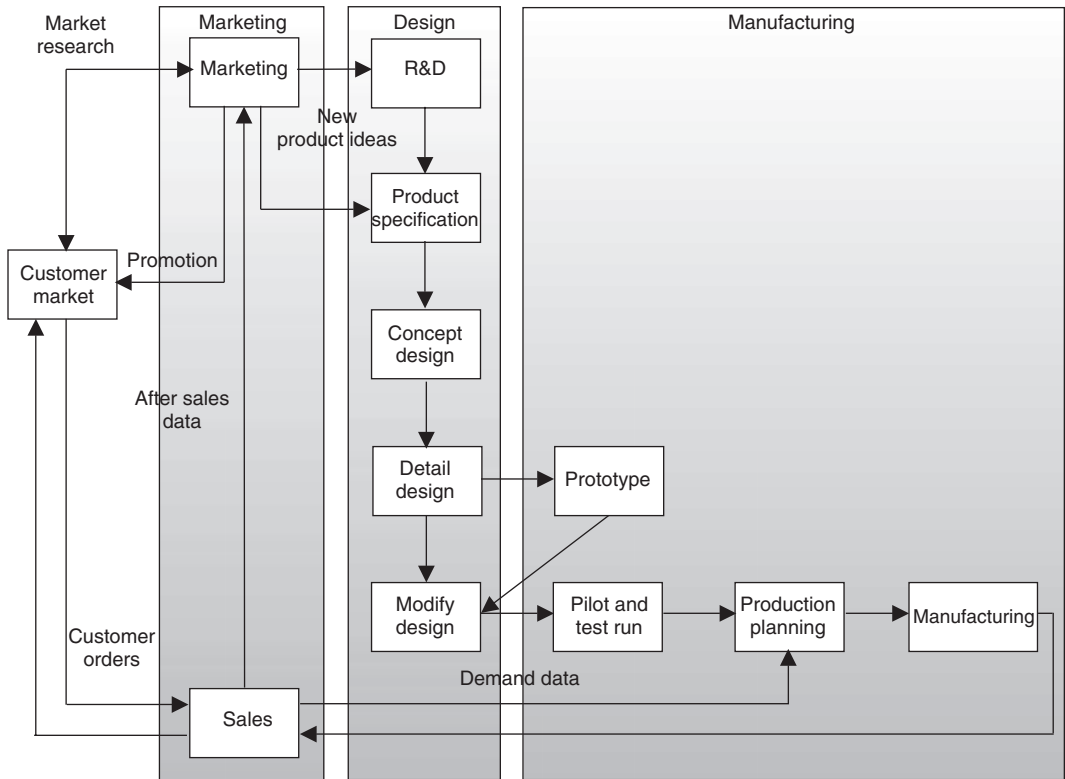 Market
research
Marketing
Design
Manufacturing
Marketing
R&D
New
product ideas
Product
specification
Promotion
Customer
market
Concept
design
After sales
data
Detail
design
Prototype
Modify
design
Pilot and
test run
Production
planning
Manufacturing
Customer
orders
Demand data
Sales